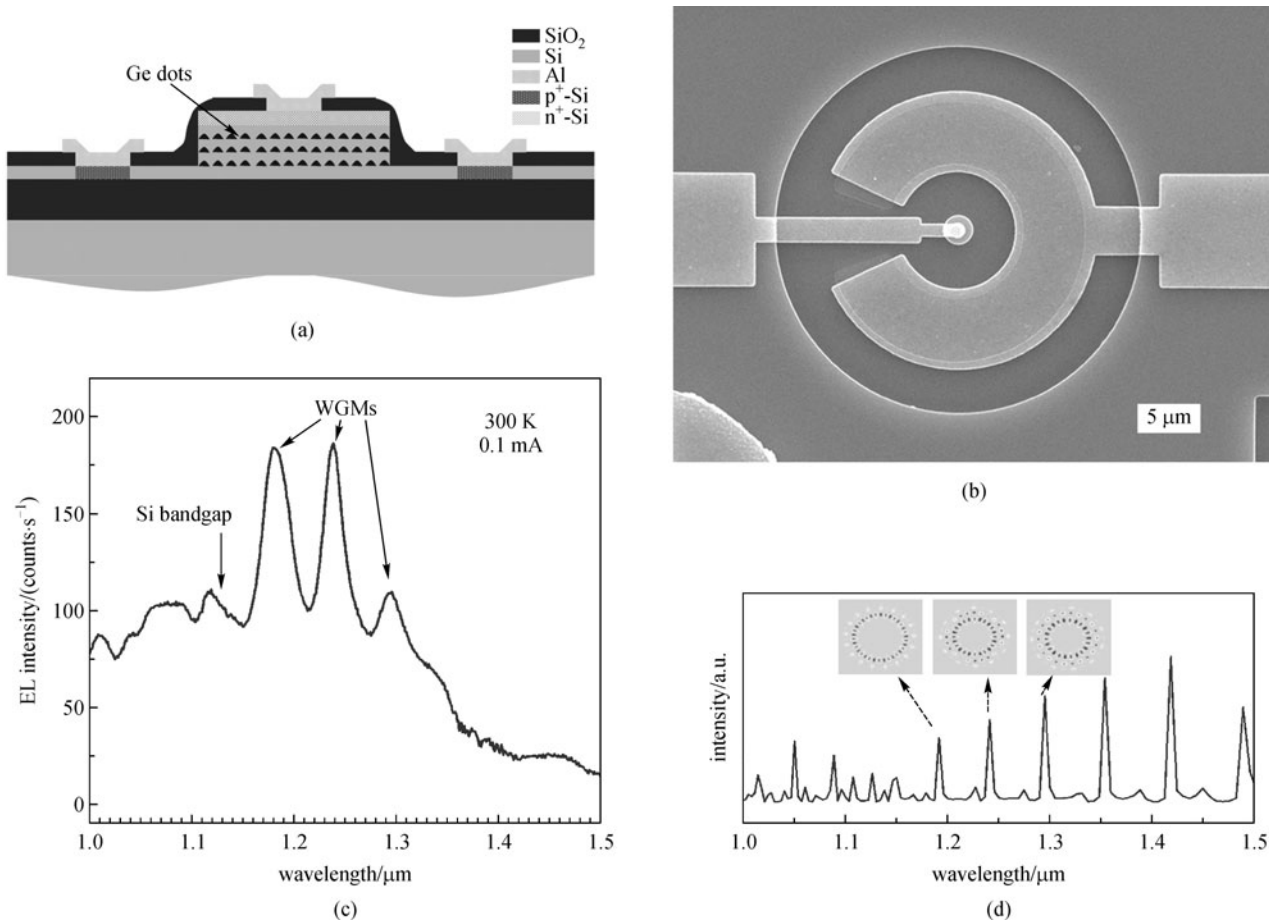 SiO₂
Si
Al
p⁺-Si
n⁺-Si
Ge dots
(a)
5 μm
(b)
200
150
100
50
0
EL intensity/(counts·s⁻¹)
WGMs
300 K
0.1 mA
Si bandgap
1.0 1.1 1.2 1.3 1.4 1.5
wavelength/μm
(c)
intensity/a.u.
1.0 1.1 1.2 1.3 1.4 1.5
wavelength/μm
(d)